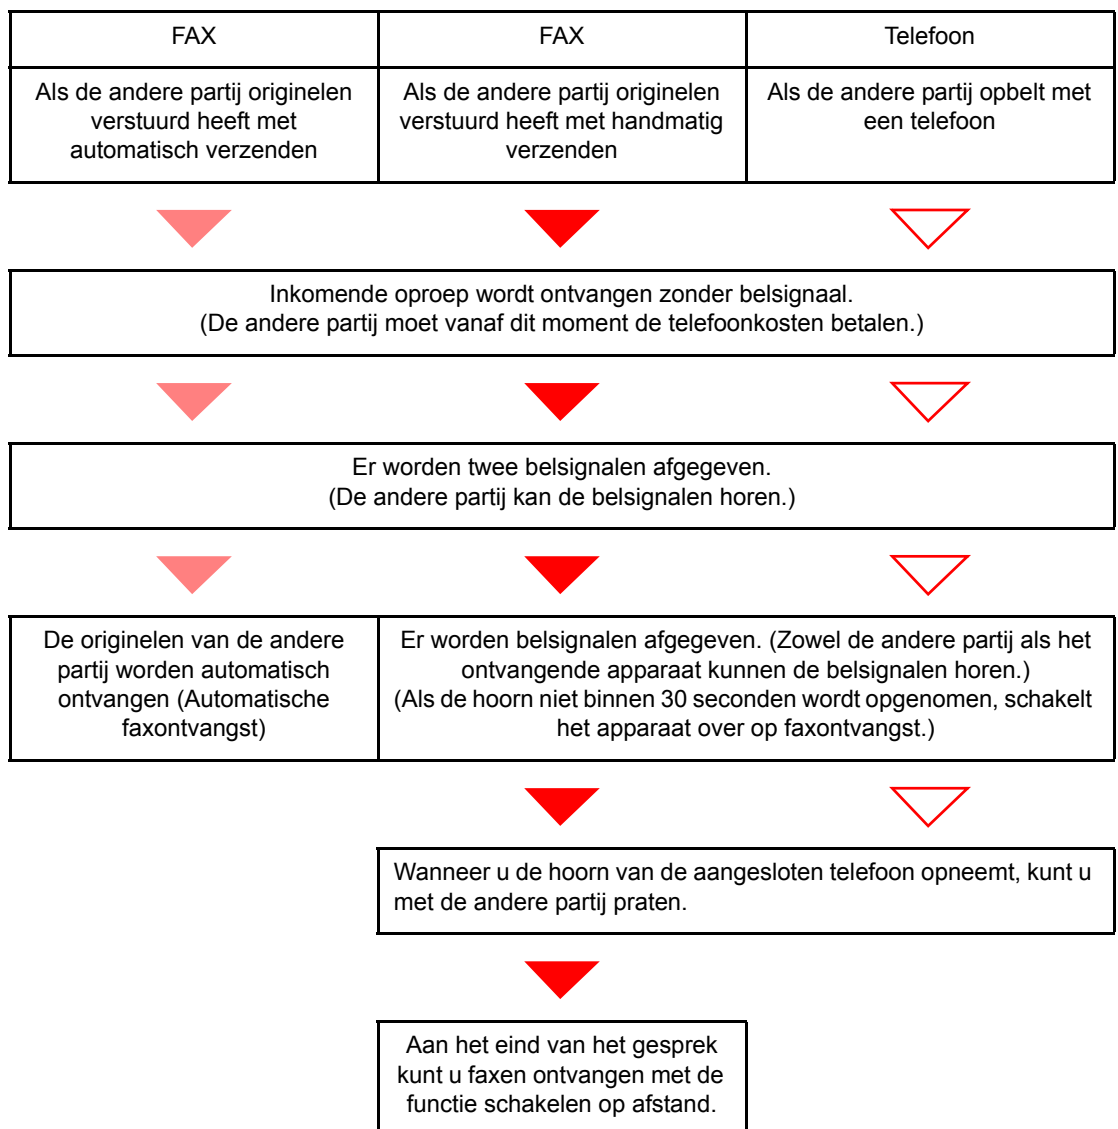 FAX
FAX
Telefoon
Als de andere partij originelen
verstuurd heeft met
automatisch verzenden
Als de andere partij originelen
verstuurd heeft met handmatig
verzenden
Als de andere partij opbelt met
een telefoon
Inkomende oproep wordt ontvangen zonder belsignaal.
(De andere partij moet vanaf dit moment de telefoonkosten betalen.)
Er worden twee belsignalen afgegeven.
(De andere partij kan de belsignalen horen.)
De originelen van de andere
partij worden automatisch
ontvangen (Automatische
faxontvangst)
Er worden belsignalen afgegeven. (Zowel de andere partij als het
ontvangende apparaat kunnen de belsignalen horen.)
(Als de hoorn niet binnen 30 seconden wordt opgenomen, schakelt
het apparaat over op faxontvangst.)
Wanneer u de hoorn van de aangesloten telefoon opneemt, kunt u
met de andere partij praten.
Aan het eind van het gesprek
kunt u faxen ontvangen met de
functie schakelen op afstand.